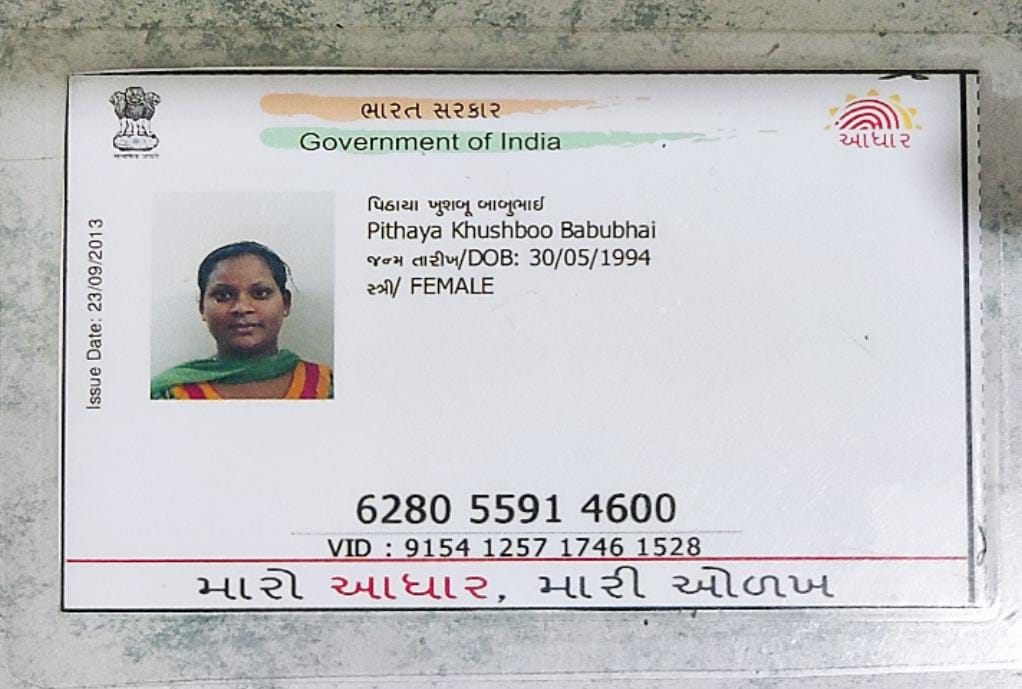 ભારત સરકાર
Government of India
આધાર
Issue Date: 23/09/2013
પિઠાયા ખુશબૂ બાબુભાઈ
Pithaya Khushboo Babubhai
જન્મ તારીખ/DOB: 30/05/1994
સ્ત્રી/ FEMALE
6280 5591 4600
VID : 9154 1257 1746 1528
મારો આધાર, મારી ઓળખ